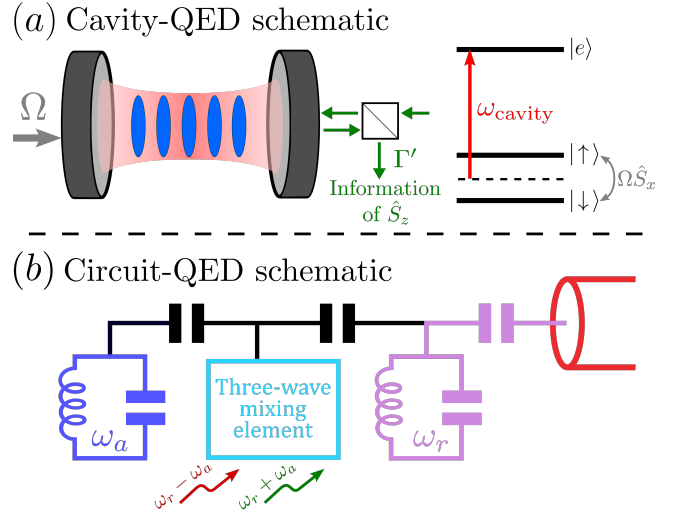 (a) Cavity-QED schematic
Ω
Γ′
Information
of Ŝ_z
|e⟩
ω_cavity
|↑⟩
ΩŜ_x
|↓⟩
(b) Circuit-QED schematic
ω_a
Three-wave
mixing
element
ω_r
ω_r − ω_a
ω_r + ω_a